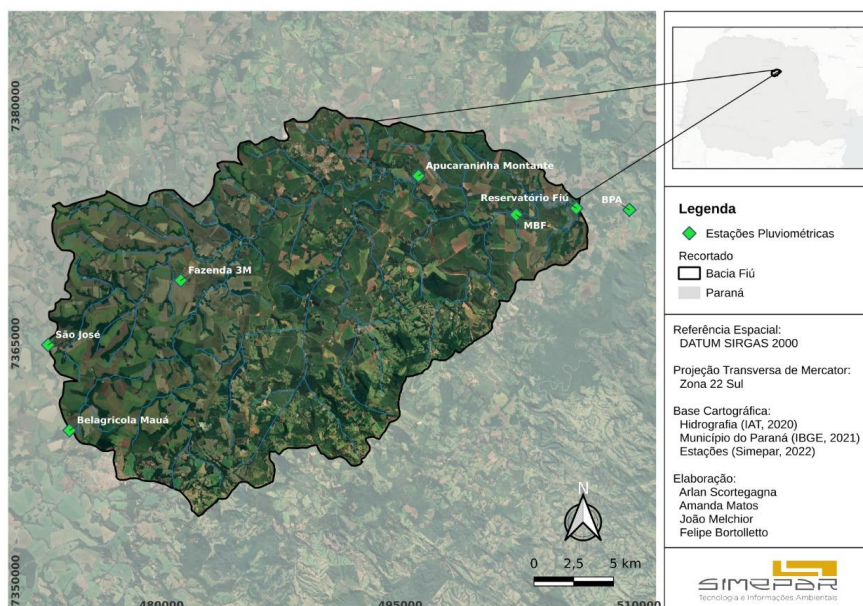 7380000
7365000
7350000
480000
495000
510000
Apucaraninha Montante
Reservatório Fiú
BPA
MBF
Fazenda 3M
São José
Belagricola Mauá
N
0 2,5 5 km
Legenda
Estações Pluviométricas
Recortado
Bacia Fiú
Paraná
Referência Espacial:
DATUM SIRGAS 2000
Projeção Transversa de Mercator:
Zona 22 Sul
Base Cartográfica:
Hidrografia (IAT, 2020)
Município do Paraná (IBGE, 2021)
Estações (Simepar, 2022)
Elaboração:
Arlan Scortegagna
Amanda Matos
João Melchior
Felipe Bortolletto
SIMEPAR
Tecnologia e Informações Ambientais